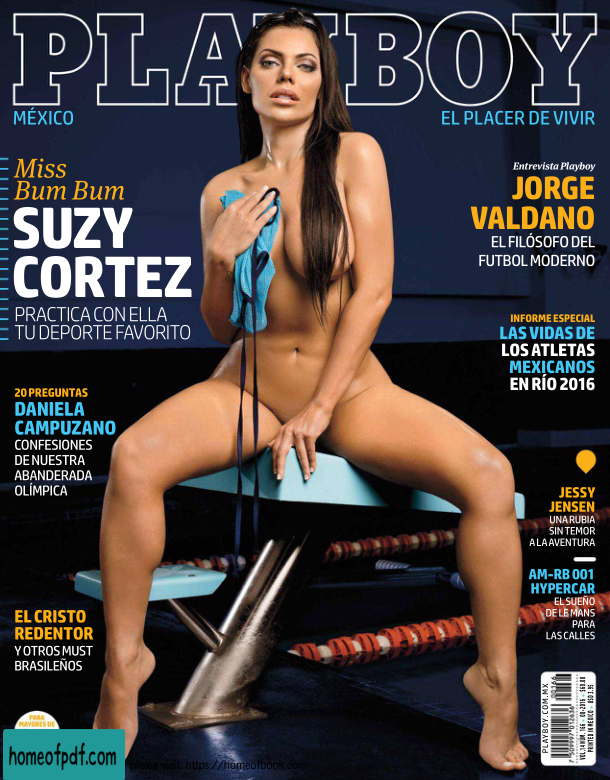 PLAYBOY
MÉXICO
EL PLACER DE VIVIR
Miss
Bum Bum
SUZY
CORTEZ
PRACTICA CON ELLA
TU DEPORTE FAVORITO
Entrevista Playboy
JORGE
VALDANO
EL FILÓSOFO DEL
FUTBOL MODERNO
INFORME ESPECIAL
LAS VIDAS DE
LOS ATLETAS
MEXICANOS
EN RÍO 2016
20 PREGUNTAS
DANIELA
CAMPUZANO
CONFESIONES
DE NUESTRA
ABANDERADA
OLÍMPICA
JESSY
JENSEN
UNA RUBIA
SIN TEMOR
A LA AVENTURA
AM-RB 001
HYPERCAR
EL SUEÑO
DE LE MANS
PARA
LAS CALLES
EL CRISTO
REDENTOR
Y OTROS MUST
BRASILEÑOS
PARA
MAYORES DE
homeofpdf.com
visit: https://homeofbook.com
PLAYBOY.COM.MX
00166
PRINTED IN MEXICO